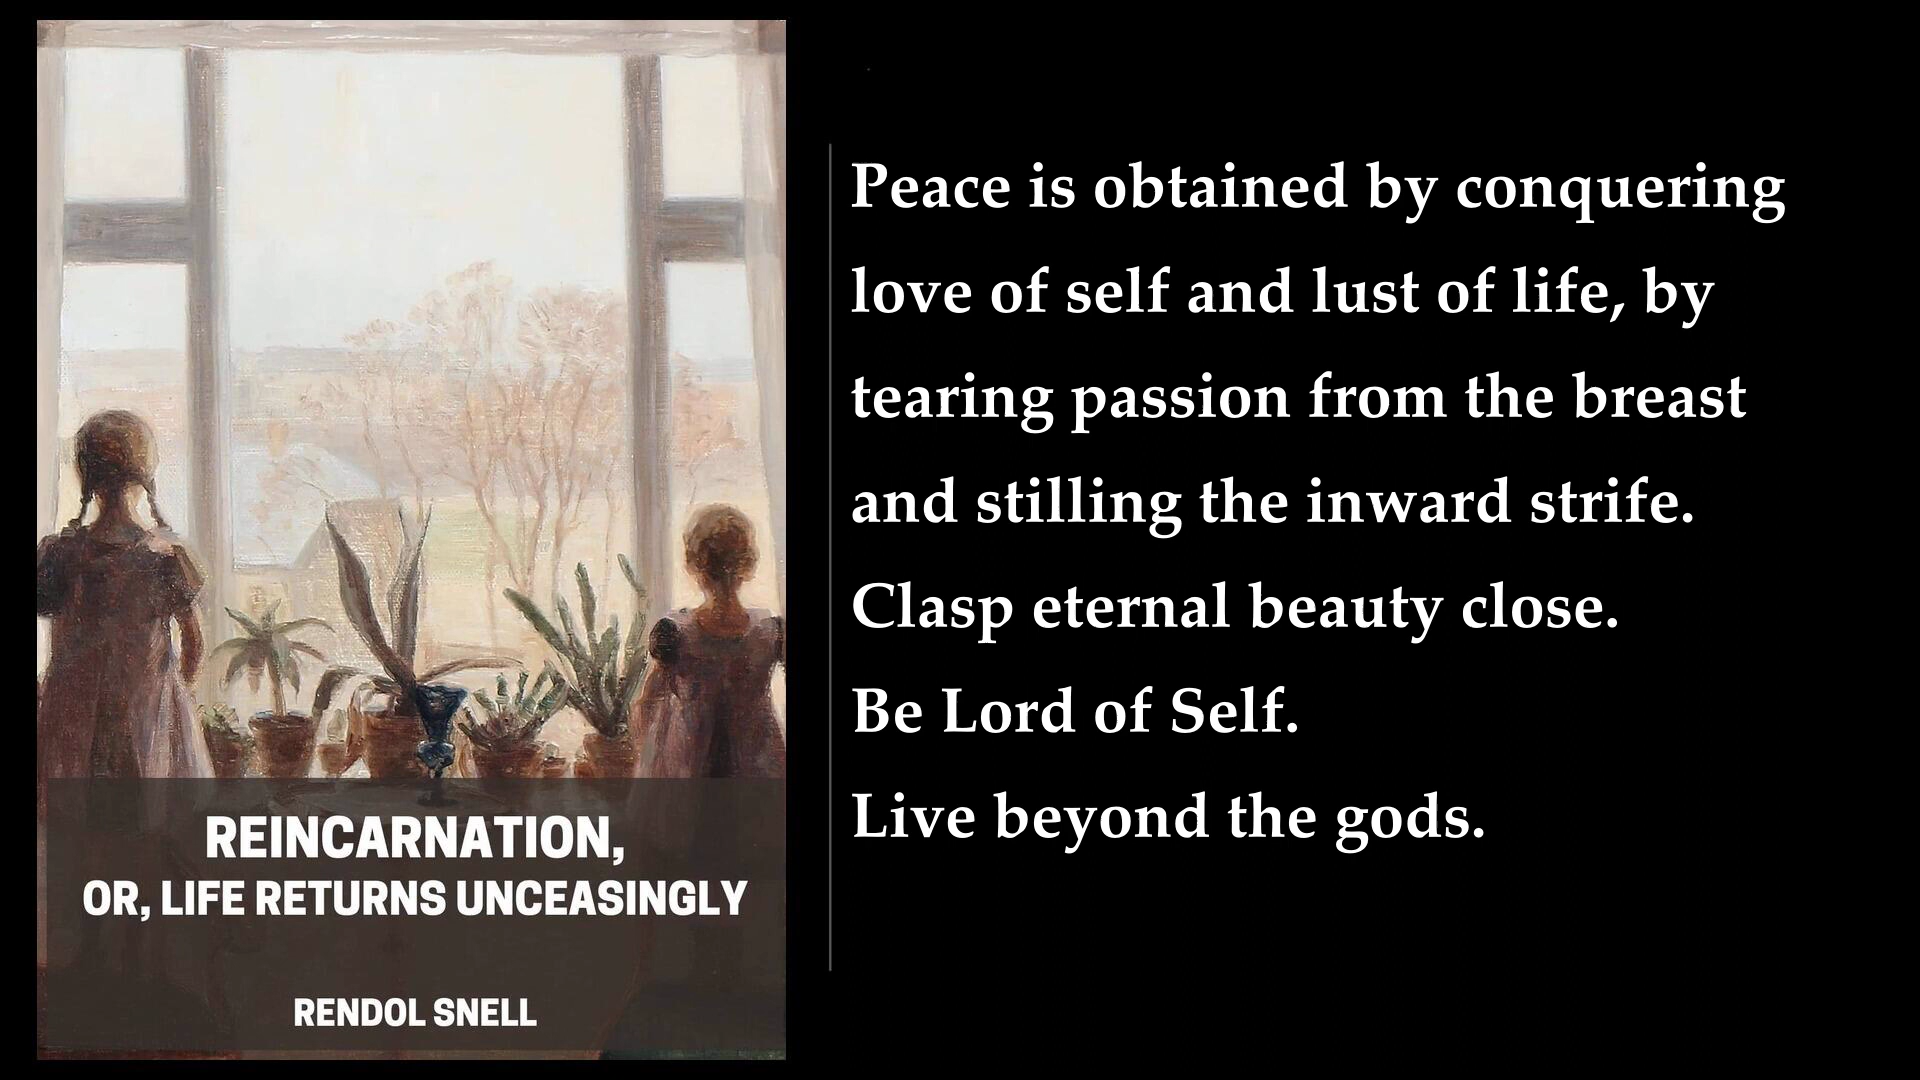 REINCARNATION,
OR, LIFE RETURNS UNCEASINGLY
RENDOL SNELL
Peace is obtained by conquering
love of self and lust of life, by
tearing passion from the breast
and stilling the inward strife.
Clasp eternal beauty close.
Be Lord of Self.
Live beyond the gods.